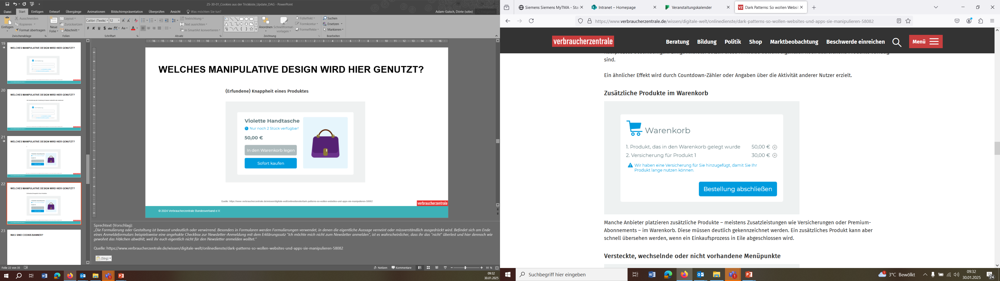 25-30-01_Cookies aus der Trickkiste_Update_DAG - PowerPoint
Datei Start Einfügen Entwurf Übergänge Animationen Bildschirmpräsentation Überprüfen Ansicht Was möchten Sie tun? Adam-Gutsch, Dörte (vzbv)
Einfügen
Ausschneiden
Kopieren
Format übertragen
Zwischenablage
Neue
Folie
Layout
Zurücksetzen
Abschnitt
Folien
Calibri (Textkö 12
F K U S abc AV Aa A
Schriftart
Textrichtung
Text ausrichten
In SmartArt konvertieren
Absatz
Anordnen
Schnellformat-
vorlagen
Fülleffekt
Formkontur
Formeffekte
Zeichnung
Suchen
Ersetzen
Markieren
Bearbeiten
19
WELCHES MANIPULATIVE DESIGN WIRD HIER GENUTZT?
20
WELCHES MANIPULATIVE DESIGN WIRD HIER GENUTZT?
21
WELCHES MANIPULATIVE DESIGN WIRD HIER GENUTZT?
22
WELCHES MANIPULATIVE DESIGN WIRD HIER GENUTZT?
23
WAS SIND COOKIE-BANNER?
WELCHES MANIPULATIVE DESIGN WIRD HIER GENUTZT?
(Erfundene) Knappheit eines Produktes
Violette Handtasche
Nur noch 2 Stück verfügbar!
50,00 €
In den Warenkorb legen
Sofort kaufen
Quelle: https://www.verbraucherzentrale.de/wissen/digitale-welt/onlinedienste/dark-patterns-so-wollen-websites-und-apps-sie-manipulieren-58082
verbraucherzentrale
© 2024 Verbraucherzentrale Bundesverband e.V.
Sprechtext (Vorschlag):
„Die Formulierung oder Gestaltung ist bewusst undeutlich oder verwirrend. Besonders in Formularen werden Formulierungen verwendet, in denen die eigentliche Aussage verneint oder missverständlich ausgedrückt wird. Befindet sich am Ende
eines Anmeldeformulars beispielsweise eine angehakte Checkbox zur Newsletter-Anmeldung mit dem Erklärungssatz "Ich möchte mich nicht zum Newsletter anmelden", ist es wahrscheinlicher, dass ihr das "nicht" überlest und hier dennoch wie
gewohnt das Häkchen abwählt, weil ihr euch eigentlich nicht für den Newsletter anmelden wolltet."
Quelle: https://www.verbraucherzentrale.de/wissen/digitale-welt/onlinedienste/dark-patterns-so-wollen-websites-und-apps-sie-manipulieren-58082
(Strg)
Folie 22 von 35 Notizen Kommentare 91 %
09:32
30.01.2025
Siemens Siemens MyTMA - Sta Intranet – Homepage Veranstaltungskalender Dark Patterns: So wollen Websit
https://www.verbraucherzentrale.de/wissen/digitale-welt/onlinedienste/dark-patterns-so-wollen-websites-und-apps-sie-manipulieren-58082
verbraucherzentrale Beratung Bildung Politik Shop Marktbeobachtung Beschwerde einreichen Menü
sind.
Ein ähnlicher Effekt wird durch Countdown-Zähler oder Angaben über die Aktivität anderer Nutzer erzielt.
Zusätzliche Produkte im Warenkorb
Warenkorb
1. Produkt, das in den Warenkorb gelegt wurde 50,00 €
2. Versicherung für Produkt 1 30,00 €
Wir haben eine Versicherung für Sie hinzugefügt, damit Sie Ihr
Produkt lange nutzen können.
Bestellung abschließen
Manche Anbieter platzieren zusätzliche Produkte – meistens Zusatzleistungen wie Versicherungen oder Premium-
Abonnements – im Warenkorb. Diese müssen deutlich gekennzeichnet werden. Ein zusätzliches Produkt kann aber
schnell übersehen werden, wenn ein Einkaufsprozess in Eile abgeschlossen wird.
Versteckte, wechselnde oder nicht vorhandene Menüpunkte
Suchbegriff hier eingeben
3°C Bewölkt
09:32
30.01.2025
24